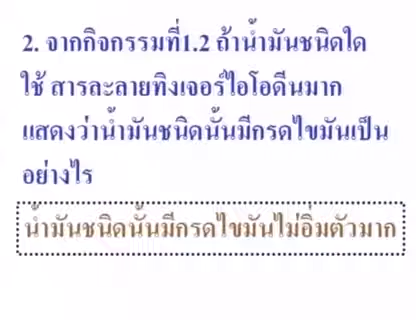 2. จากกิจกรรมที่1.2 ถ้าน้ำมันชนิดใด
ใช้ สารละลายทิงเจอร์ไอโอดีนมาก
แสดงว่าน้ำมันชนิดนั้นมีกรดไขมันเป็น
อย่างไร
น้ำมันชนิดนั้นมีกรดไขมันไม่อิ่มตัวมาก